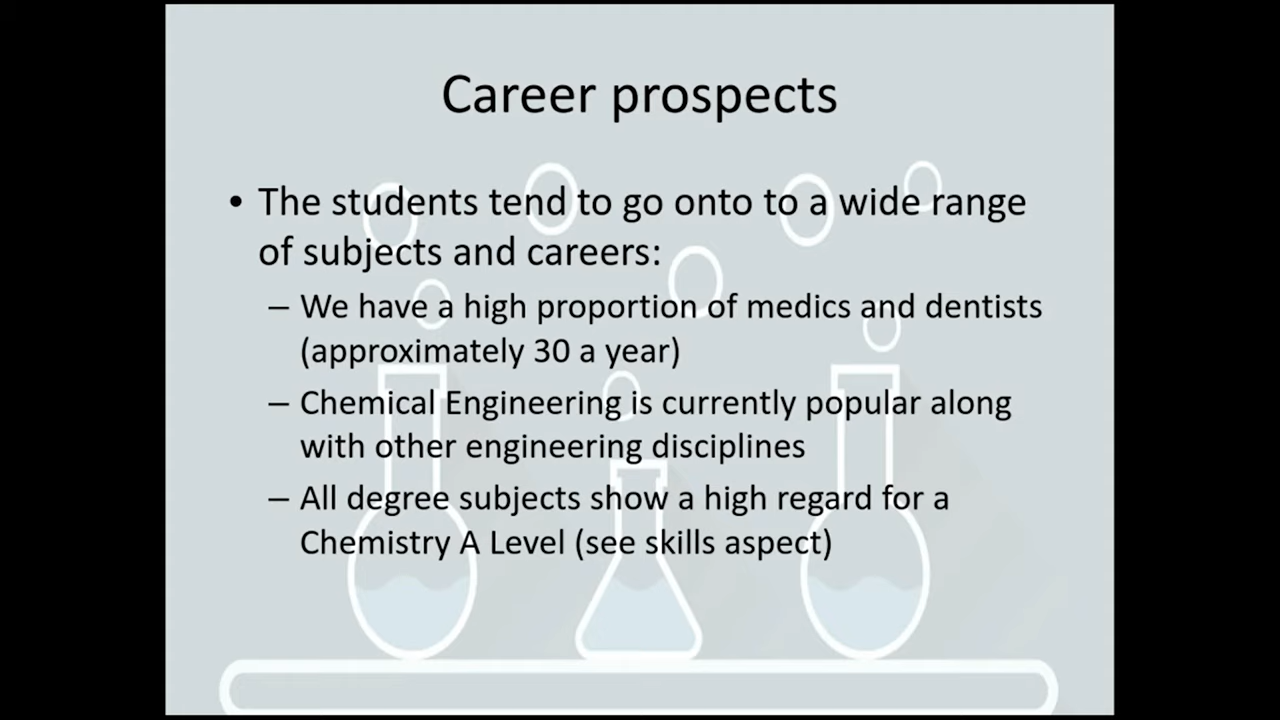 Career prospects
• The students tend to go onto to a wide range
of subjects and careers:
– We have a high proportion of medics and dentists
(approximately 30 a year)
– Chemical Engineering is currently popular along
with other engineering disciplines
– All degree subjects show a high regard for a
Chemistry A Level (see skills aspect)